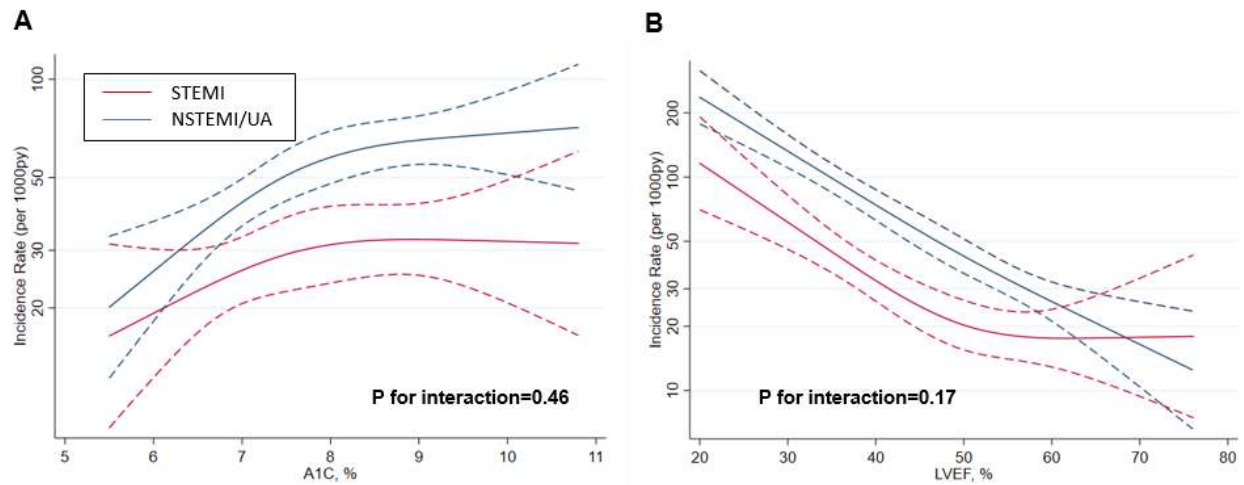 A
Incidence Rate (per 1000py)
100
50
30
20
STEMI
NSTEMI/UA
P for interaction=0.46
5 6 7 8 9 10 11
A1C, %
B
Incidence Rate (per 1000py)
200
100
50
30
20
10
P for interaction=0.17
20 30 40 50 60 70 80
LVEF, %